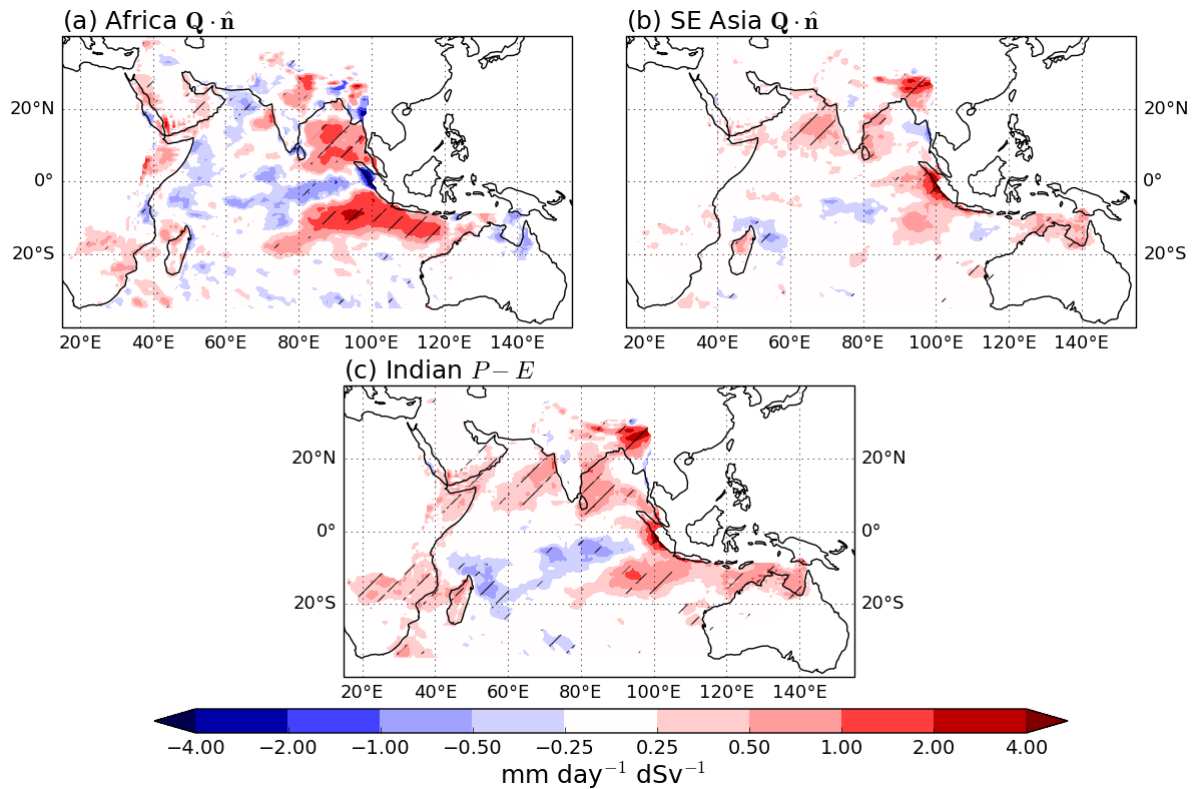 (a) Africa Q · n̂
(b) SE Asia Q · n̂
20°N
0°
20°S
20°E 40°E 60°E 80°E 100°E 120°E 140°E
20°E 40°E 60°E 80°E 100°E 120°E 140°E
20°N
0°
20°S
(c) Indian P − E
20°N
0°
20°S
20°N
0°
20°S
20°E 40°E 60°E 80°E 100°E 120°E 140°E
−4.00 −2.00 −1.00 −0.50 −0.25 0.25 0.50 1.00 2.00 4.00
mm day⁻¹ dSv⁻¹